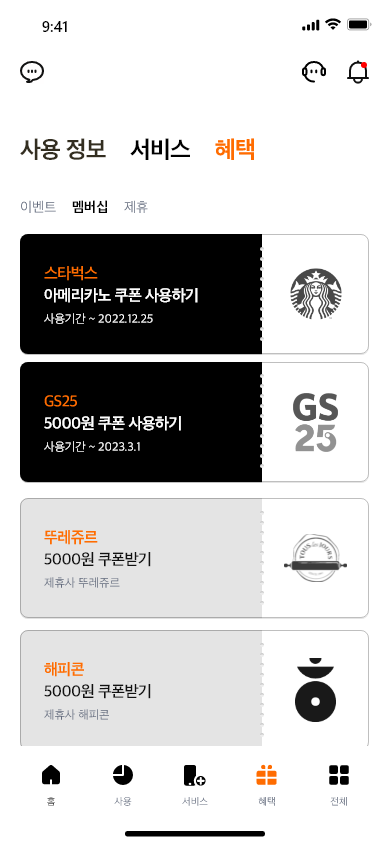 9:41
사용 정보 서비스 혜택
이벤트 멤버십 제휴
스타벅스
아메리카노 쿠폰 사용하기
사용기간 ~ 2022.12.25
GS25
5000원 쿠폰 사용하기
사용기간 ~ 2023.3.1
GS
25
뚜레쥬르
5000원 쿠폰받기
제휴사 뚜레쥬르
TOUS les JOURS
해피콘
5000원 쿠폰받기
제휴사 해피콘
홈 사용 서비스 혜택 전체